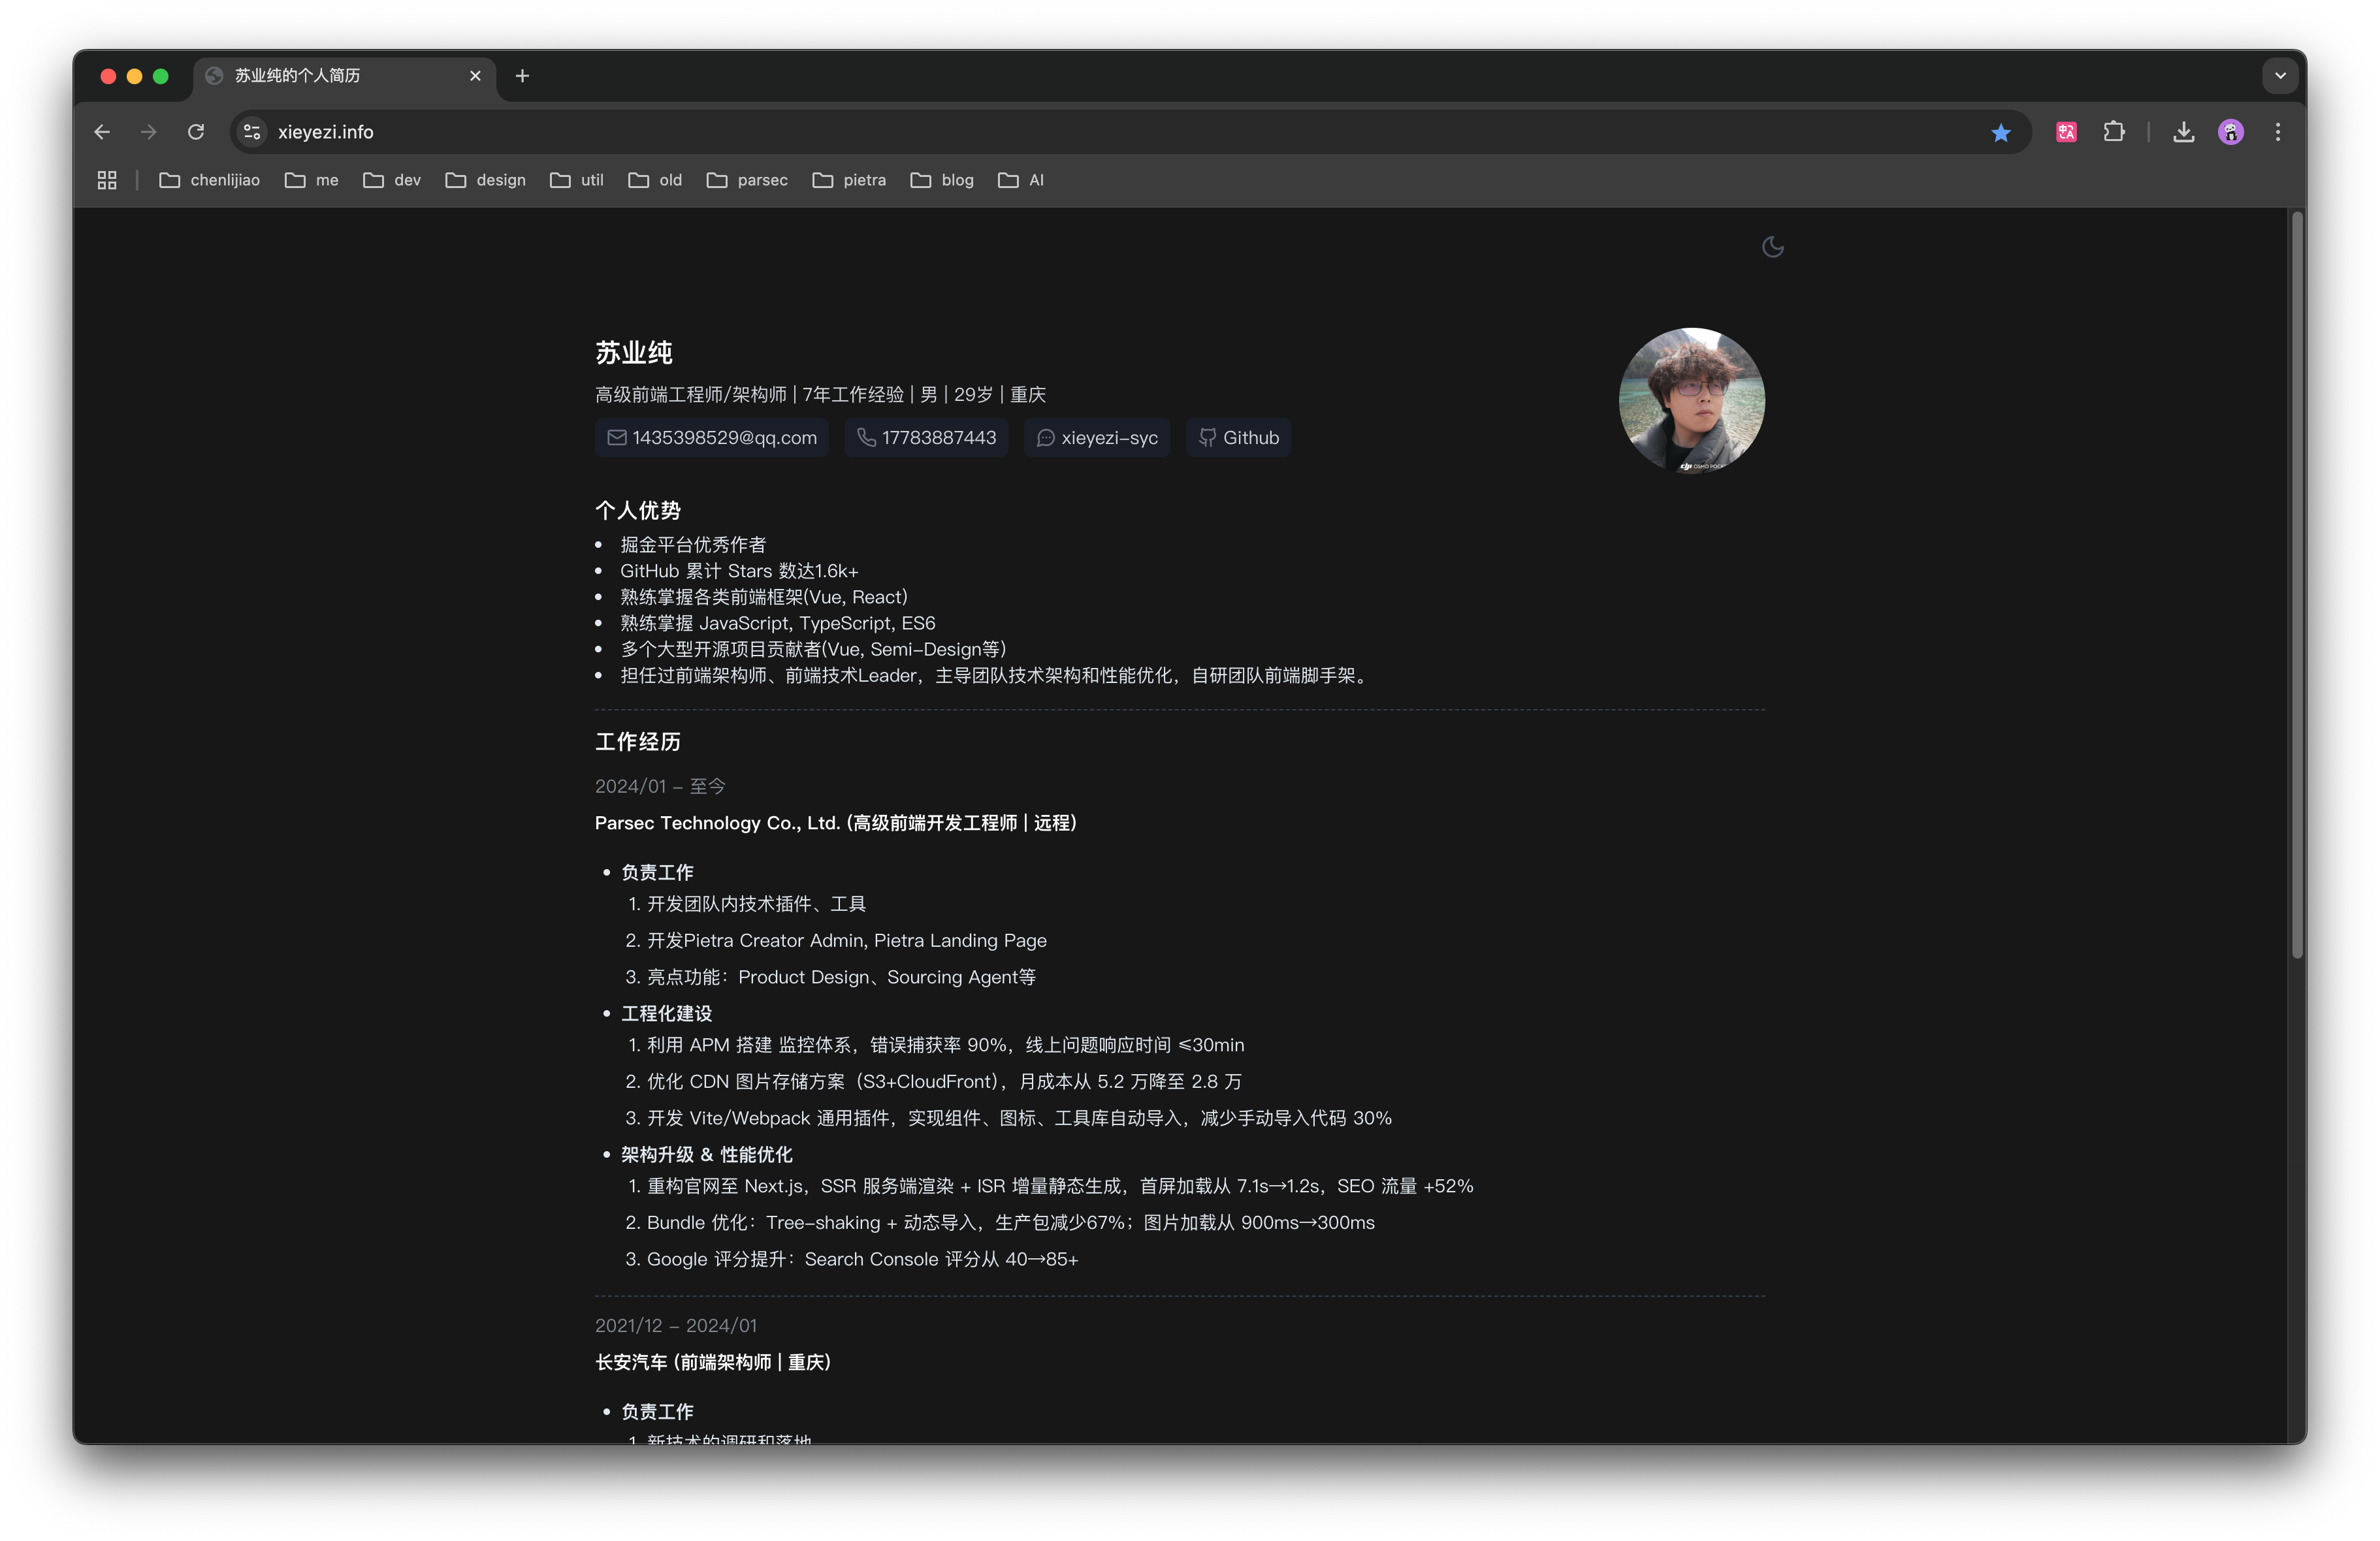 苏业纯的个人简历
xieyezi.info
chenlijiao me dev design util old parsec pietra blog AI
苏业纯
高级前端工程师/架构师 | 7年工作经验 | 男 | 29岁 | 重庆
1435398529@qq.com 17783887443 xieyezi-syc Github
dji OSMO POCKET
个人优势
• 掘金平台优秀作者
• GitHub 累计 Stars 数达1.6k+
• 熟练掌握各类前端框架(Vue, React)
• 熟练掌握 JavaScript, TypeScript, ES6
• 多个大型开源项目贡献者(Vue, Semi-Design等)
• 担任过前端架构师、前端技术Leader，主导团队技术架构和性能优化，自研团队前端脚手架。
工作经历
2024/01 - 至今
Parsec Technology Co., Ltd. (高级前端开发工程师 | 远程)
• 负责工作
1. 开发团队内技术插件、工具
2. 开发Pietra Creator Admin, Pietra Landing Page
3. 亮点功能：Product Design、Sourcing Agent等
• 工程化建设
1. 利用 APM 搭建 监控体系，错误捕获率 90%，线上问题响应时间 ≤30min
2. 优化 CDN 图片存储方案（S3+CloudFront），月成本从 5.2 万降至 2.8 万
3. 开发 Vite/Webpack 通用插件，实现组件、图标、工具库自动导入，减少手动导入代码 30%
• 架构升级 & 性能优化
1. 重构官网至 Next.js，SSR 服务端渲染 + ISR 增量静态生成，首屏加载从 7.1s→1.2s，SEO 流量 +52%
2. Bundle 优化：Tree-shaking + 动态导入，生产包减少67%；图片加载从 900ms→300ms
3. Google 评分提升：Search Console 评分从 40→85+
2021/12 - 2024/01
长安汽车 (前端架构师 | 重庆)
• 负责工作
1. 新技术的调研和落地